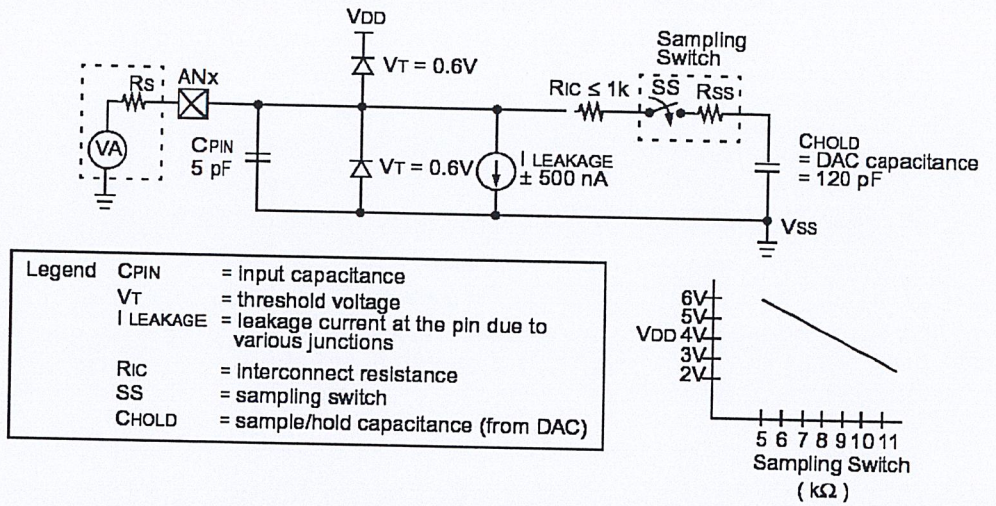 VDD
VT = 0.6V
Sampling
Switch
RS
ANx
RIC ≤ 1k
SS
RSS
VA
CPIN
5 pF
VT = 0.6V
I LEAKAGE
± 500 nA
CHOLD
= DAC capacitance
= 120 pF
VSS
Legend CPIN = input capacitance
VT = threshold voltage
I LEAKAGE = leakage current at the pin due to
various junctions
RIC = interconnect resistance
SS = sampling switch
CHOLD = sample/hold capacitance (from DAC)
6V
5V
VDD 4V
3V
2V
5 6 7 8 9 10 11
Sampling Switch
( kΩ )